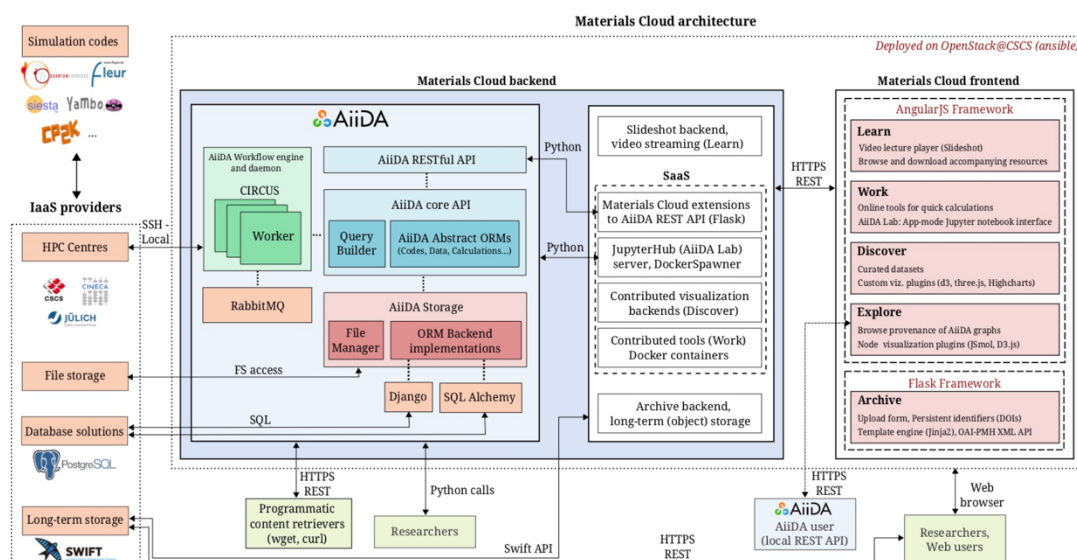 Materials Cloud architecture
Deployed on OpenStack@CSCS (ansible)
Simulation codes
QUANTUMESPRESSO
fleur
siesta
Yambo
CP2K
...
IaaS providers
HPC Centres
CSCS
CINECA
JÜLICH
File storage
Database solutions
PostgreSQL
Long-term storage
SWIFT
SSH -
Local
FS access
SQL
Materials Cloud backend
AiiDA
AiiDA Workflow engine
and daemon
CIRCUS
Worker
RabbitMQ
AiiDA RESTful API
AiiDA core API
Query
Builder
AiiDA Abstract ORMs
(Codes, Data, Calculations...)
AiiDA Storage
File
Manager
ORM Backend
implementations
Django
SQL Alchemy
Python
Python
Slideshot backend,
video streaming (Learn)
SaaS
Materials Cloud extensions
to AiiDA REST API (Flask)
JupyterHub (AiiDA Lab)
server, DockerSpawner
Contributed visualization
backends (Discover)
Contributed tools (Work)
Docker containers
Archive backend,
long-term (object) storage
HTTPS
REST
Materials Cloud frontend
AngularJS Framework
Learn
Video lecture player (Slideshot)
Browse and download accompanying resources
Work
Online tools for quick calculations
AiiDA Lab: App-mode Jupyter notebook interface
Discover
Curated datasets
Custom viz. plugins (d3, three.js, Highcharts)
Explore
Browse provenance of AiiDA graphs
Node visualization plugins (JSmol, D3.js)
Flask Framework
Archive
Upload form, Persistent identifiers (DOIs)
Template engine (Jinja2), OAI-PMH XML API
HTTPS
REST
Programmatic
content retrievers
(wget, curl)
Python calls
Researchers
Swift API
HTTPS
REST
HTTPS
REST
AiiDA
AiiDA user
(local REST API)
Web
browser
Researchers,
Web users